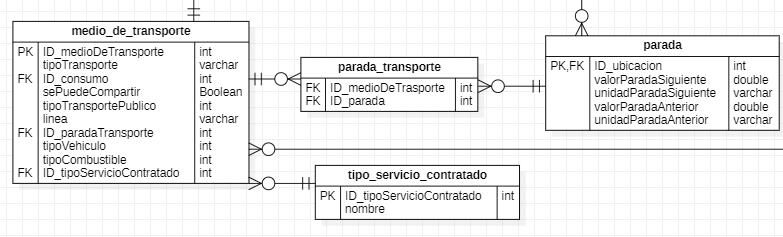 medio_de_transporte
PK ID_medioDeTransporte int
tipoTransporte varchar
FK ID_consumo int
sePuedeCompartir Boolean
tipoTransportePublico int
linea varchar
FK ID_paradaTransporte int
tipoVehiculo int
tipoCombustible int
FK ID_tipoServicioContratado int
parada_transporte
FK ID_medioDeTrasporte int
FK ID_parada int
parada
PK,FK ID_ubicacion int
valorParadaSiguiente double
unidadParadaSiguiente varchar
valorParadaAnterior double
unidadParadaAnterior varchar
tipo_servicio_contratado
PK ID_tipoServicioContratado int
nombre